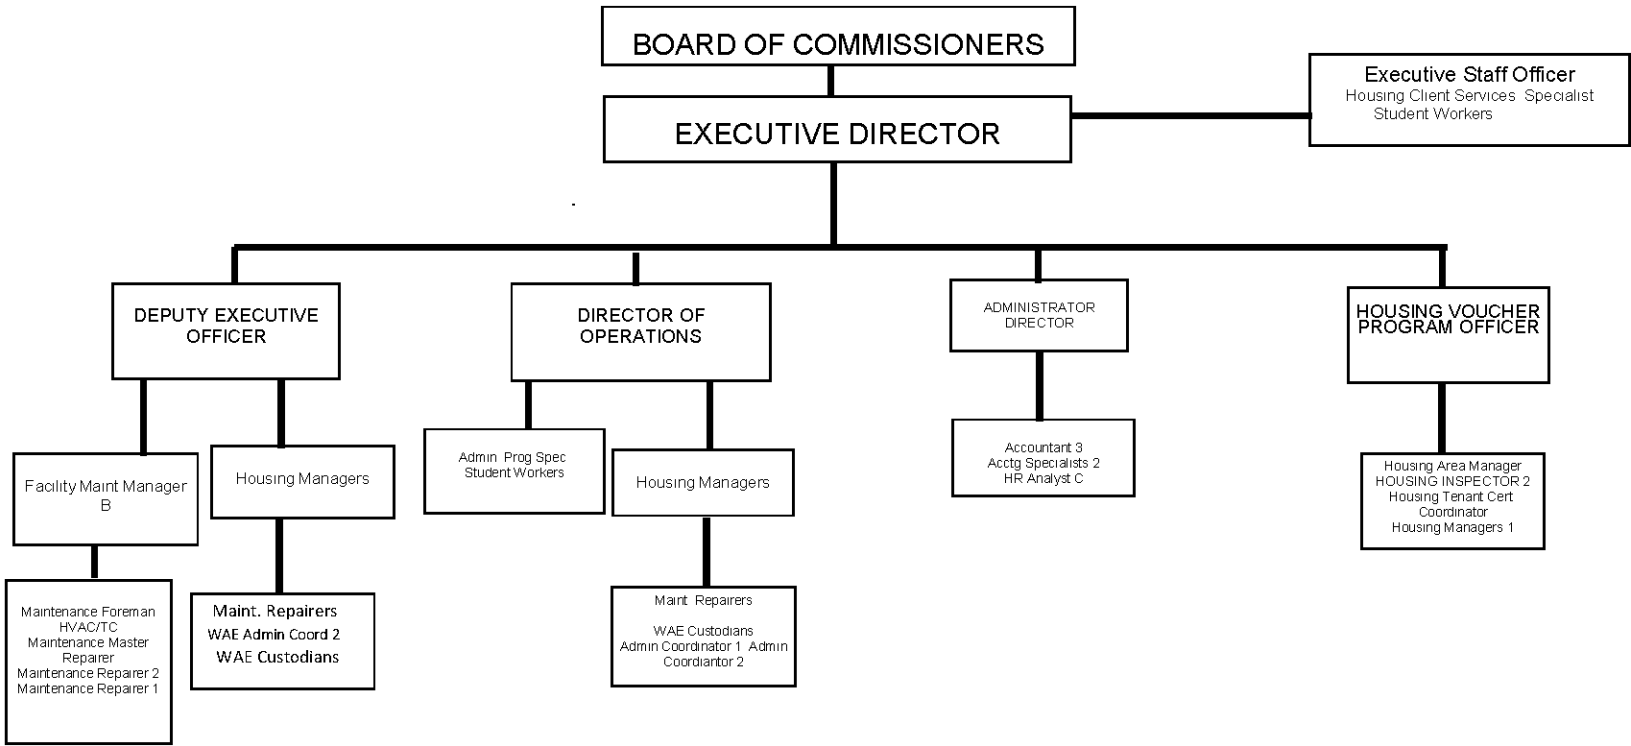 BOARD OF COMMISSIONERS
Executive Staff Officer
Housing Client Services Specialist
Student Workers
EXECUTIVE DIRECTOR
DEPUTY EXECUTIVE
OFFICER
DIRECTOR OF
OPERATIONS
ADMINISTRATOR
DIRECTOR
HOUSING VOUCHER
PROGRAM OFFICER
Facility Maint Manager
B
Housing Managers
Admin Prog Spec
Student Workers
Housing Managers
Accountant 3
Acctg Specialists 2
HR Analyst C
Housing Area Manager
HOUSING INSPECTOR 2
Housing Tenant Cert
Coordinator
Housing Managers 1
Maintenance Foreman
HVAC/TC
Maintenance Master
Repairer
Maintenance Repairer 2
Maintenance Repairer 1
Maint. Repairers
WAE Admin Coord 2
WAE Custodians
Maint Repairers
WAE Custodians
Admin Coordinator 1 Admin
Coordiantor 2